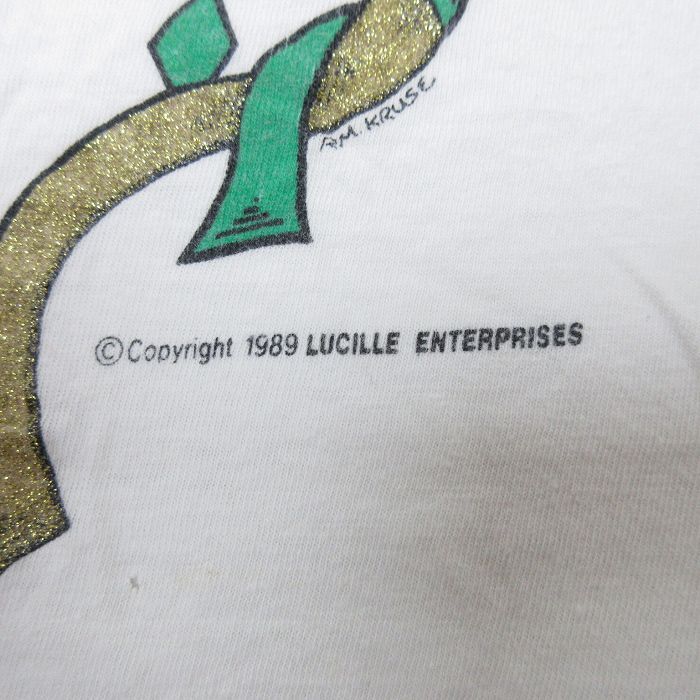 A.M. KRUSE
© Copyright 1989 LUCILLE ENTERPRISES